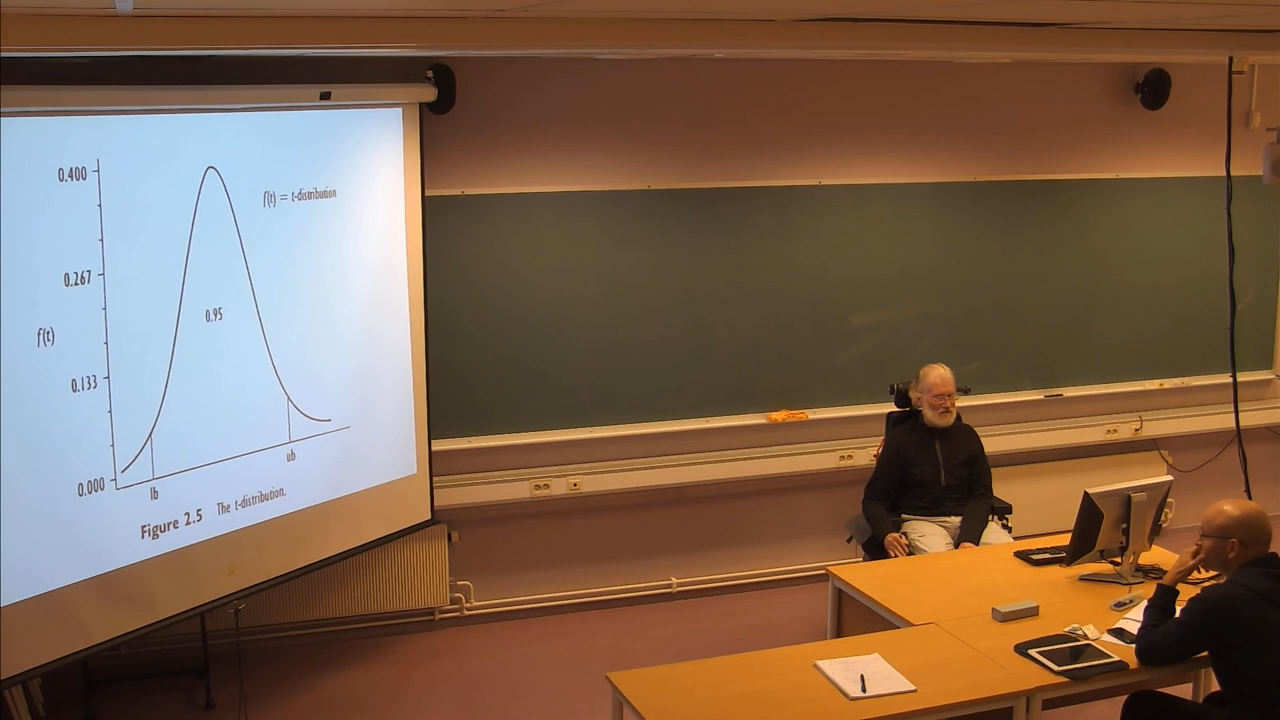 0.400
f(t) = t-distribution
0.267
0.95
f(t)
0.133
0.000
lb
ub
Figure 2.5 The t-distribution.